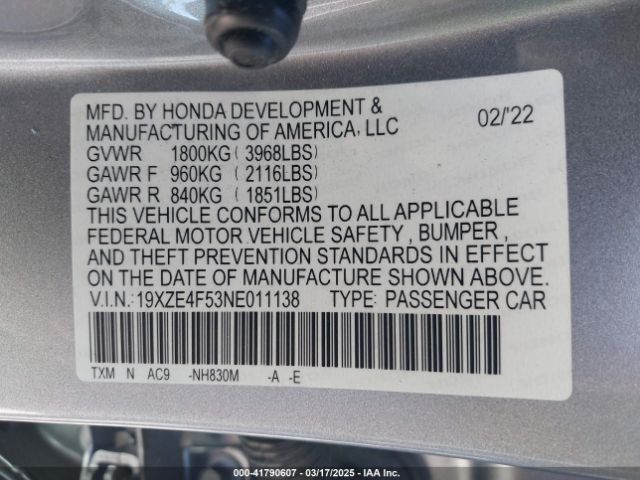 MFD. BY HONDA DEVELOPMENT &
MANUFACTURING OF AMERICA, LLC 02/'22
GVWR 1800KG ( 3968LBS)
GAWR F 960KG ( 2116LBS)
GAWR R 840KG ( 1851LBS)
THIS VEHICLE CONFORMS TO ALL APPLICABLE
FEDERAL MOTOR VEHICLE SAFETY , BUMPER ,
AND THEFT PREVENTION STANDARDS IN EFFECT
ON THE DATE OF MANUFACTURE SHOWN ABOVE.
V.I.N.: 19XZE4F53NE011138 TYPE: PASSENGER CAR
TXM N AC9 -NH830M -A -E
000-41790607 - 03/17/2025 - IAA Inc.